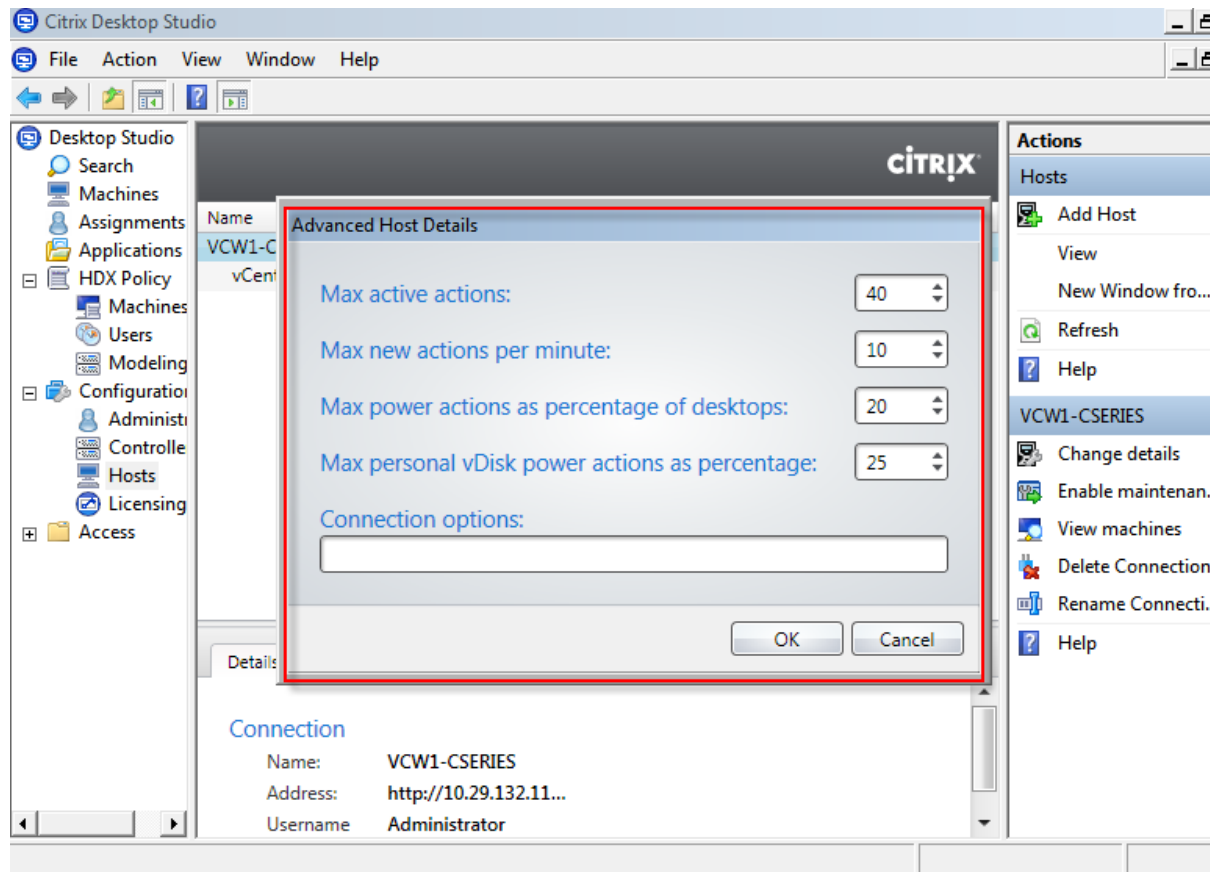 Citrix Desktop Studio
File Action View Window Help
Desktop Studio
Search
Machines
Assignments
Applications
HDX Policy
Machines
Users
Modeling
Configuration
Administr
Controlle
Hosts
Licensing
Access
CİTRIX
Name
VCW1-C
vCent
Advanced Host Details
Max active actions: 40
Max new actions per minute: 10
Max power actions as percentage of desktops: 20
Max personal vDisk power actions as percentage: 25
Connection options:
OK Cancel
Details
Connection
Name: VCW1-CSERIES
Address: http://10.29.132.11...
Username Administrator
Actions
Hosts
Add Host
View
New Window fro...
Refresh
Help
VCW1-CSERIES
Change details
Enable maintenan.
View machines
Delete Connection
Rename Connecti.
Help